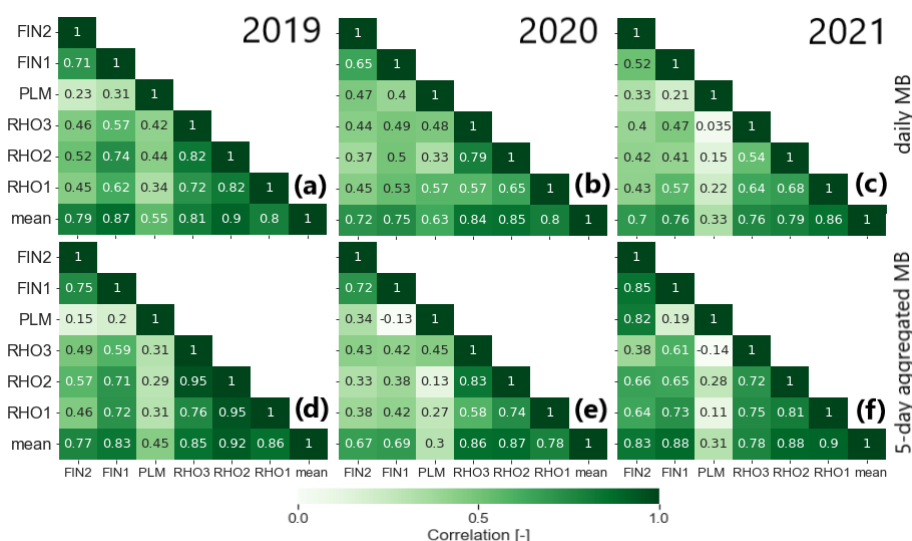 2019 2020 2021
FIN2 1 1 1
FIN1 0.71 1 0.65 1 0.52 1
PLM 0.23 0.31 1 0.47 0.4 1 0.33 0.21 1
RHO3 0.46 0.57 0.42 1 0.44 0.49 0.48 1 0.4 0.47 0.035 1
RHO2 0.52 0.74 0.44 0.82 1 0.37 0.5 0.33 0.79 1 0.42 0.41 0.15 0.54 1
RHO1 0.45 0.62 0.34 0.72 0.82 1 (a) 0.45 0.53 0.57 0.57 0.65 1 (b) 0.43 0.57 0.22 0.64 0.68 1 (c)
mean 0.79 0.87 0.55 0.81 0.9 0.8 1 0.72 0.75 0.63 0.84 0.85 0.8 1 0.7 0.76 0.33 0.76 0.79 0.86 1
daily MB
FIN2 1 1 1
FIN1 0.75 1 0.72 1 0.85 1
PLM 0.15 0.2 1 0.34 -0.13 1 0.82 0.19 1
RHO3 0.49 0.59 0.31 1 0.43 0.42 0.45 1 0.38 0.61 -0.14 1
RHO2 0.57 0.71 0.29 0.95 1 0.33 0.38 0.13 0.83 1 0.66 0.65 0.28 0.72 1
RHO1 0.46 0.72 0.31 0.76 0.95 1 (d) 0.38 0.42 0.27 0.58 0.74 1 (e) 0.64 0.73 0.11 0.75 0.81 1 (f)
mean 0.77 0.83 0.45 0.85 0.92 0.86 1 0.67 0.69 0.3 0.86 0.87 0.78 1 0.83 0.88 0.31 0.78 0.88 0.9 1
5-day aggregated MB
FIN2 FIN1 PLM RHO3 RHO2 RHO1 mean FIN2 FIN1 PLM RHO3 RHO2 RHO1 mean FIN2 FIN1 PLM RHO3 RHO2 RHO1 mean
0.0 0.5 1.0
Correlation [-]